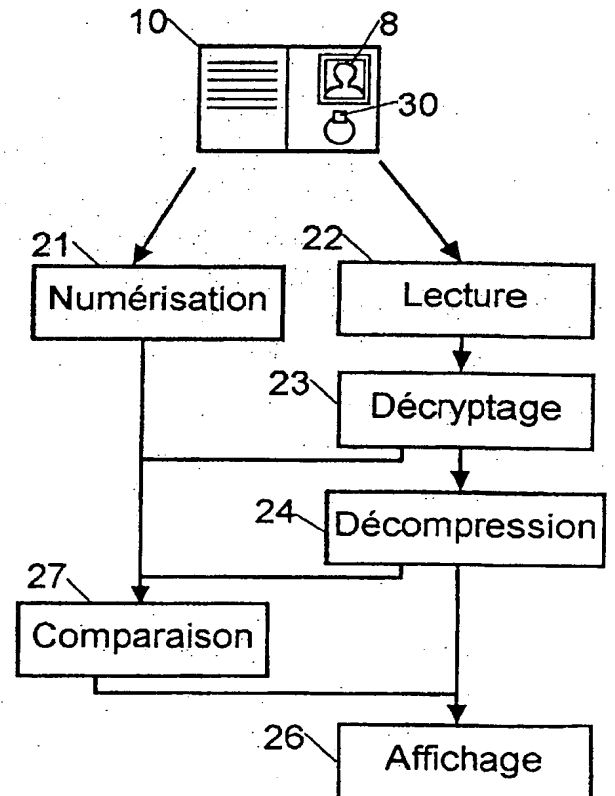 10
8
30
21
22
Numérisation
Lecture
23
Décryptage
24
Décompression
27
Comparaison
26
Affichage